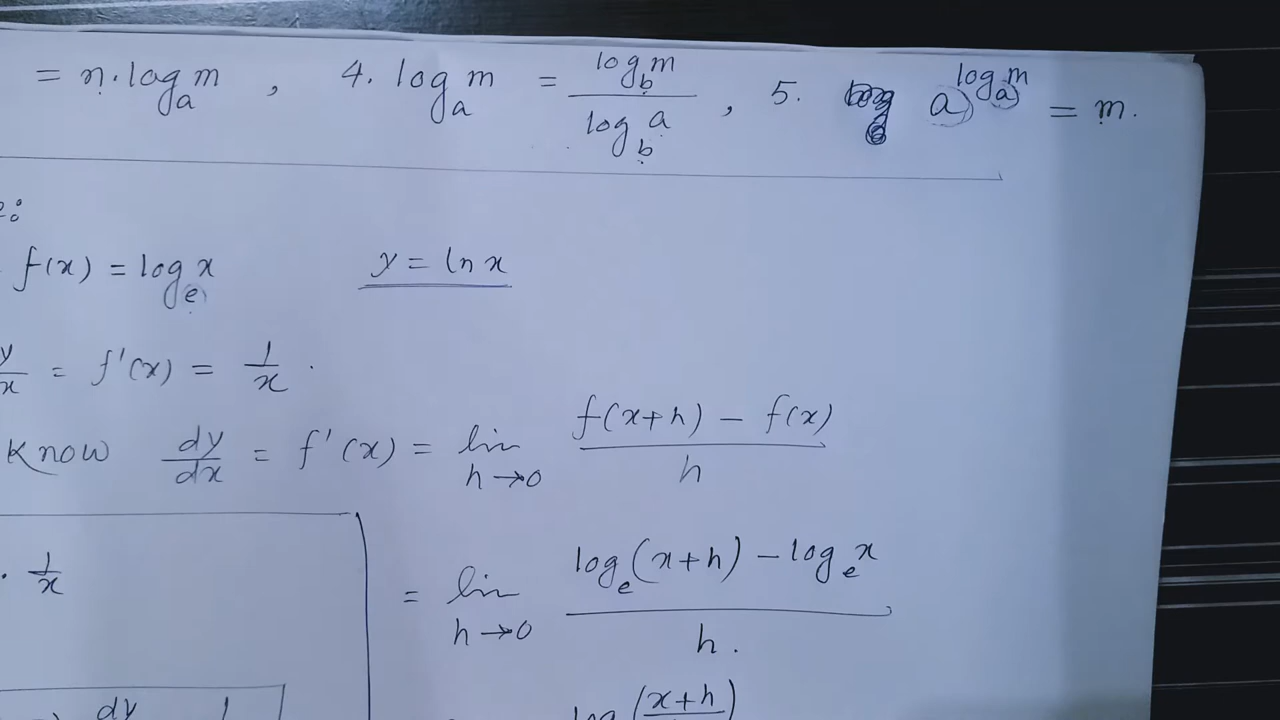 = n.log_a m , 4. log_a m = log_b m / log_b a , 5. a^(log_a m) = m.
f(x) = log_e x y = ln x
y/x = f'(x) = 1/x .
Know dy/dx = f'(x) = lim h→0 f(x+h) - f(x) / h
. 1/x
= lim h→0 log_e (x+h) - log_e x / h .
dy
log (x+h)